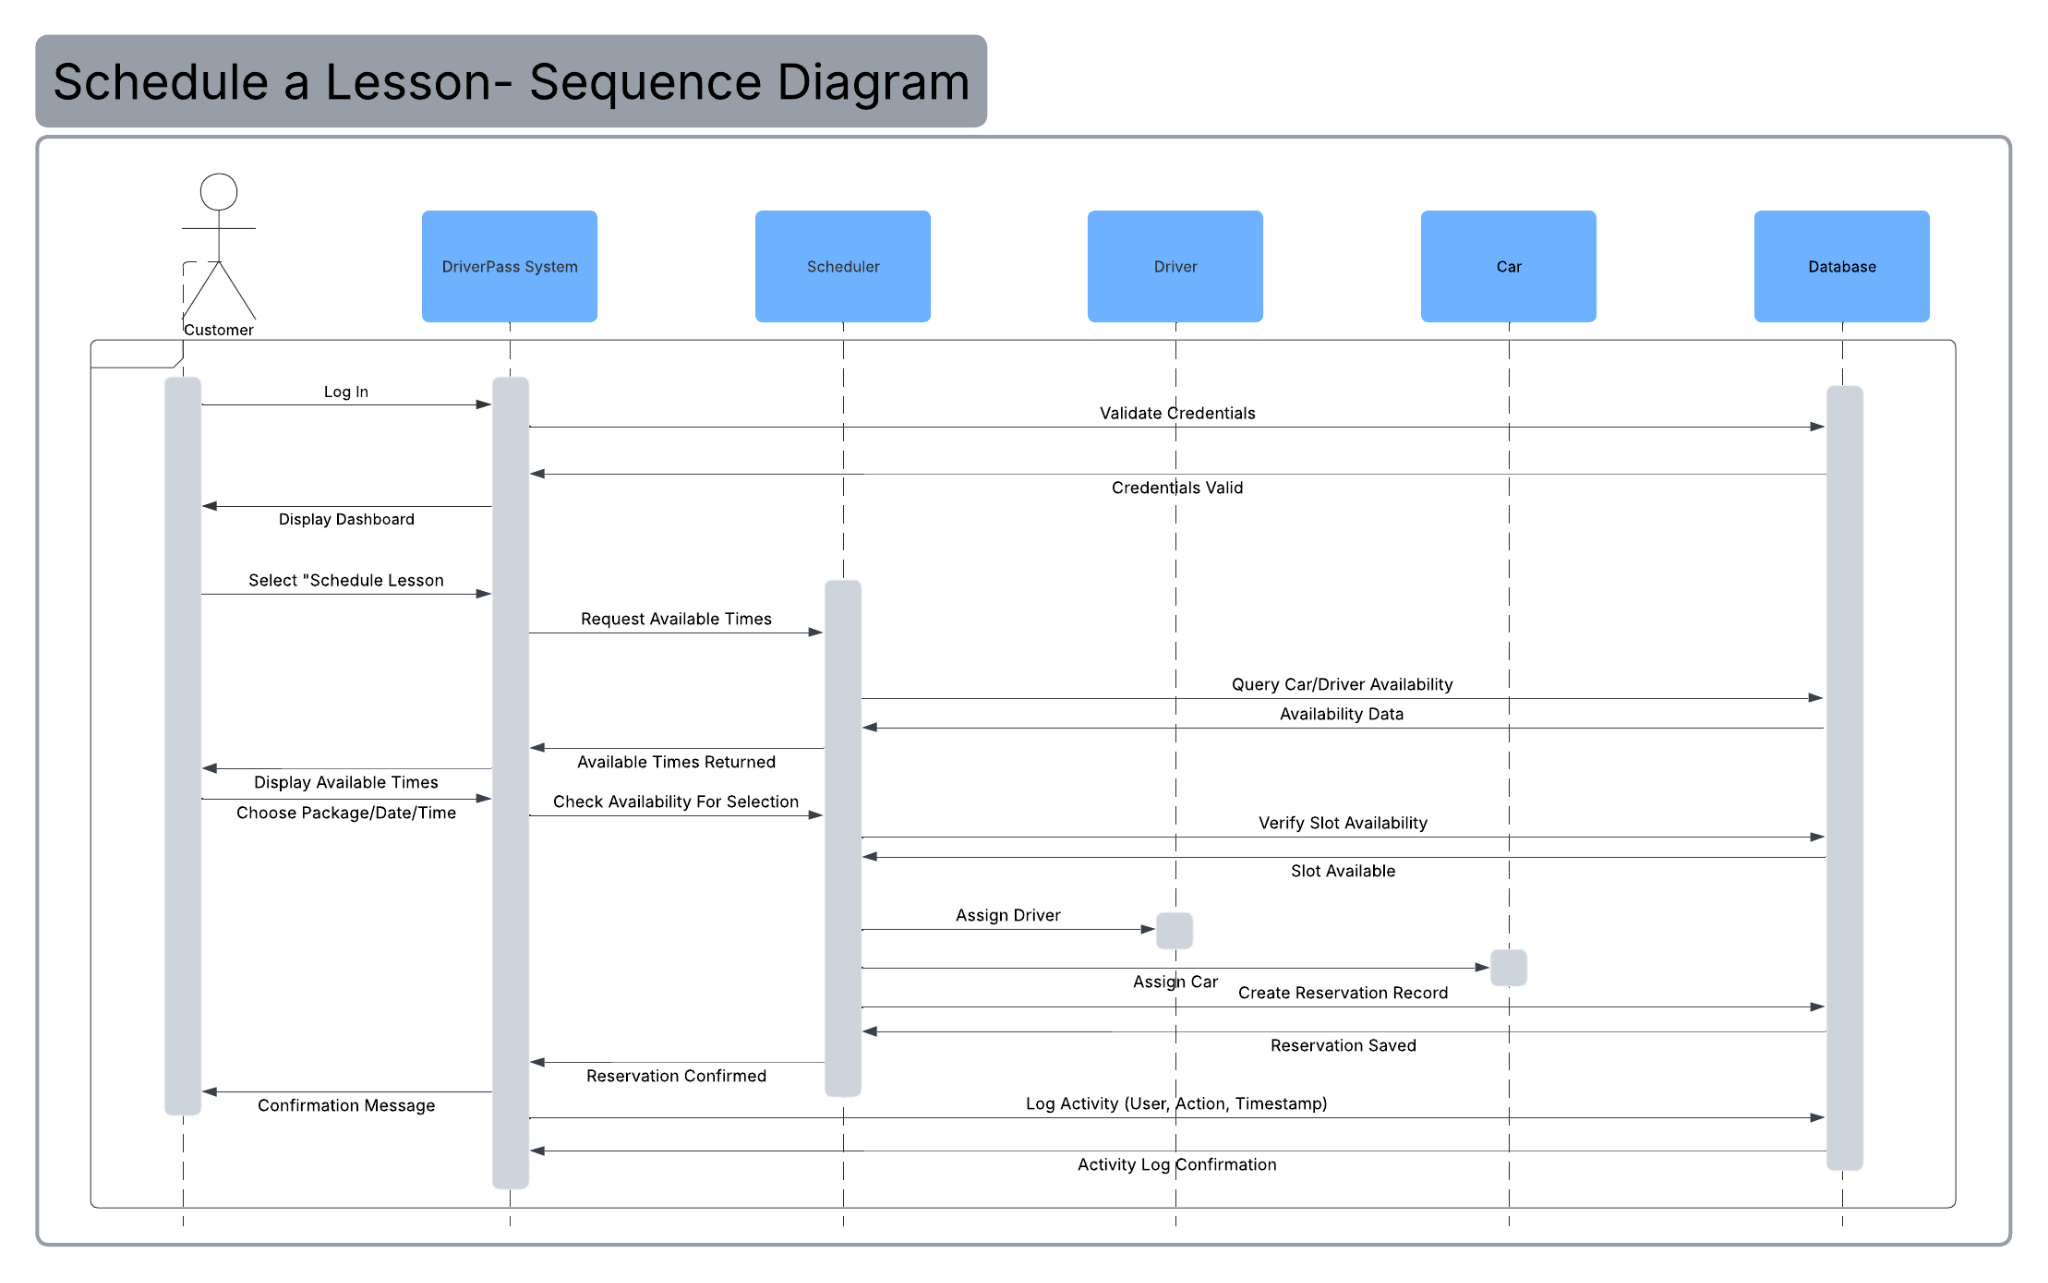 Schedule a Lesson- Sequence Diagram
Customer
DriverPass System
Scheduler
Driver
Car
Database
Log In
Validate Credentials
Credentials Valid
Display Dashboard
Select "Schedule Lesson
Request Available Times
Query Car/Driver Availability
Availability Data
Available Times Returned
Display Available Times
Choose Package/Date/Time
Check Availability For Selection
Verify Slot Availability
Slot Available
Assign Driver
Assign Car
Create Reservation Record
Reservation Saved
Reservation Confirmed
Confirmation Message
Log Activity (User, Action, Timestamp)
Activity Log Confirmation